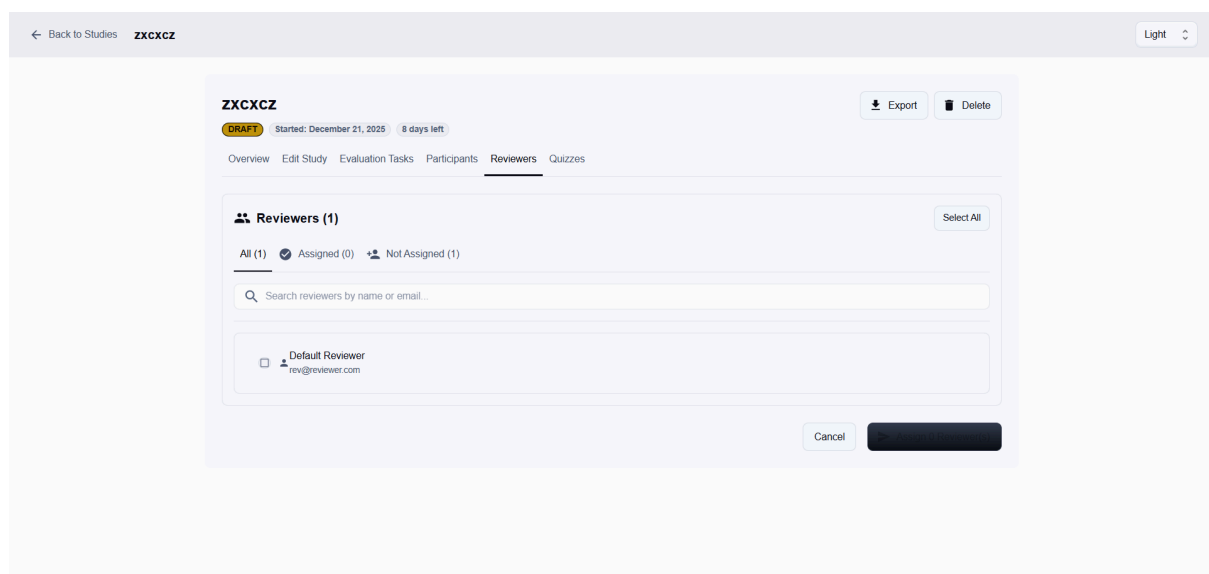 Back to Studies zxcxcz Light
zxcxcz Export Delete
DRAFT Started: December 21, 2025 8 days left
Overview Edit Study Evaluation Tasks Participants Reviewers Quizzes
Reviewers (1) Select All
All (1) Assigned (0) Not Assigned (1)
Search reviewers by name or email...
Default Reviewer
rev@reviewer.com
Cancel